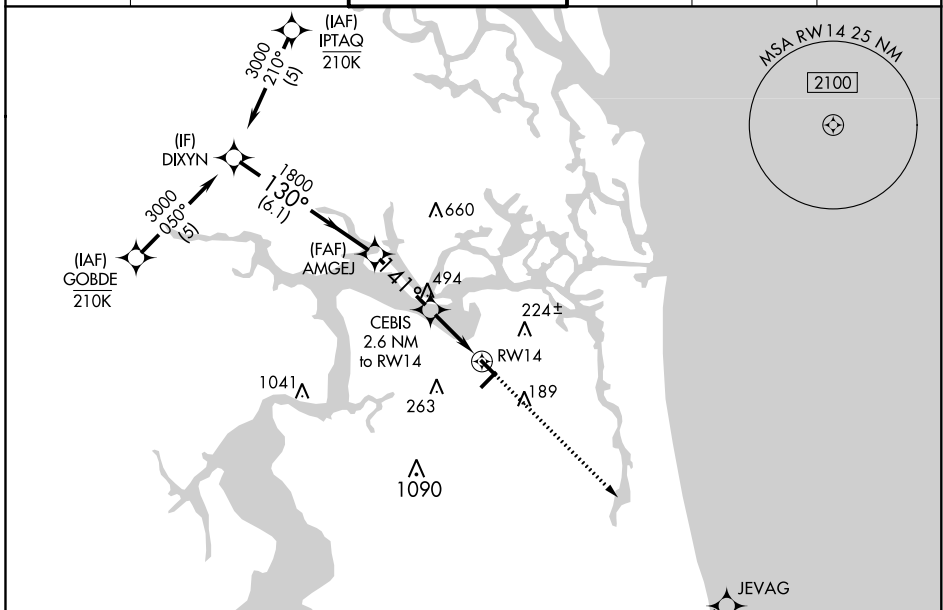 (IAF)
IPTAQ
210K
3000
210°
(5)
MSA RW14 25 NM
2100
(IF)
DIXYN
1800
130°
(6.1)
3000
050°
(5)
660
(IAF)
GOBDE
210K
(FAF)
AMGEJ
141°
494
CEBIS
2.6 NM
to RW14
224±
RW14
1041
263
189
1090
JEVAG